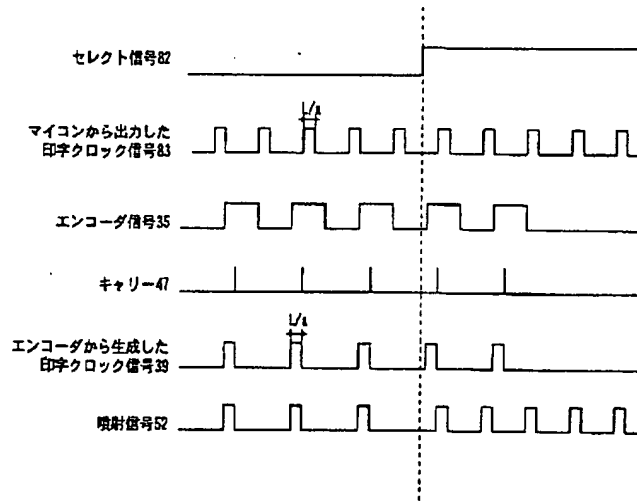 セレクト信号82
L/a
マイコンから出力した
印字クロック信号83
エンコーダ信号35
キャリー47
L/a
エンコーダから生成した
印字クロック信号39
噴射信号52